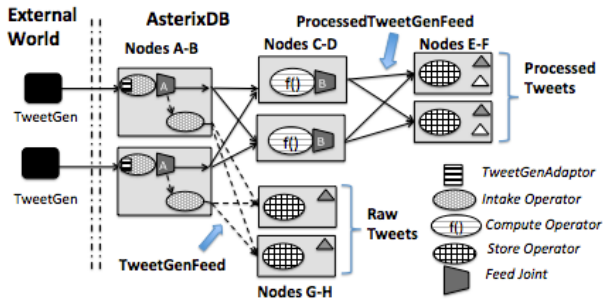 External
World
AsterixDB
ProcessedTweetGenFeed
Nodes A-B
Nodes C-D
Nodes E-F
TweetGen
A
f()
B
Processed
Tweets
TweetGen
A
f()
B
TweetGenFeed
Raw
Tweets
Nodes G-H
TweetGenAdaptor
Intake Operator
f()
Compute Operator
Store Operator
Feed Joint